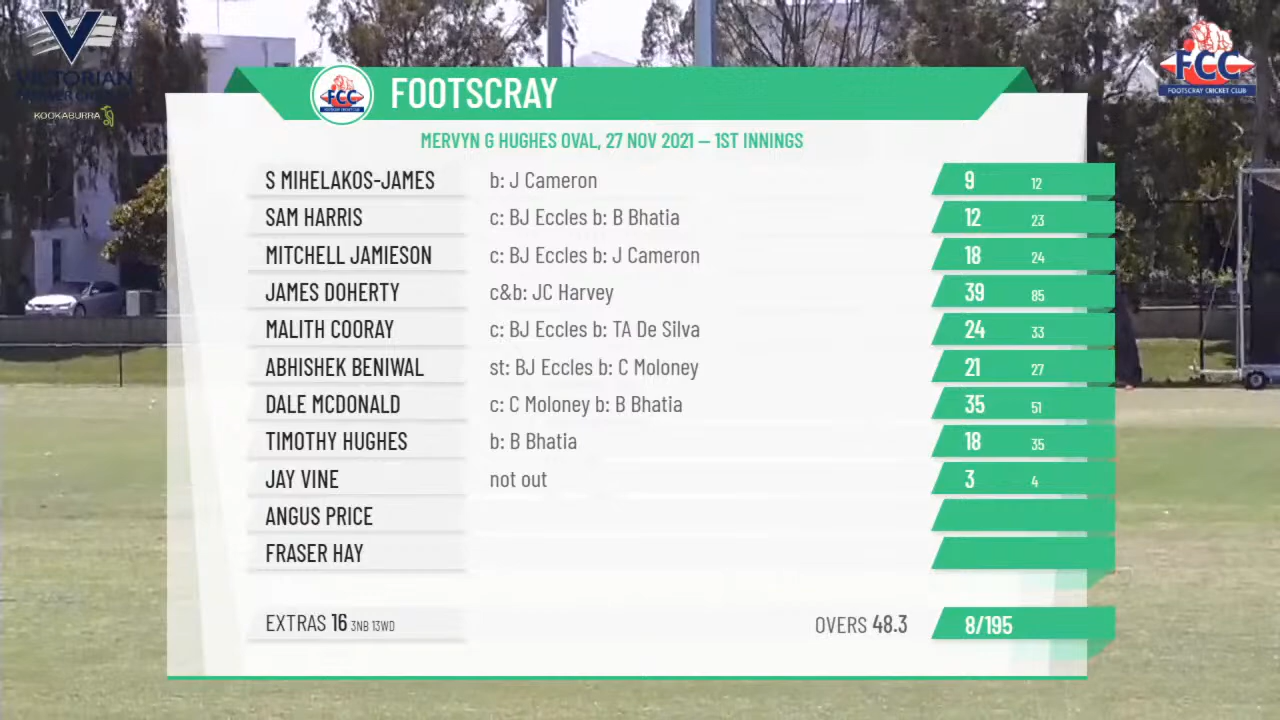 VICTORIAN
PREMIER CRICKET
KOOKABURRA
FCC
FOOTSCRAY CRICKET CLUB
FCC
FOOTSCRAY
MERVYN G HUGHES OVAL, 27 NOV 2021 – 1ST INNINGS
S MIHELAKOS-JAMES b: J Cameron 9 12
SAM HARRIS c: BJ Eccles b: B Bhatia 12 23
MITCHELL JAMIESON c: BJ Eccles b: J Cameron 18 24
JAMES DOHERTY c&b: JC Harvey 39 85
MALITH COORAY c: BJ Eccles b: TA De Silva 24 33
ABHISHEK BENIWAL st: BJ Eccles b: C Moloney 21 27
DALE MCDONALD c: C Moloney b: B Bhatia 35 51
TIMOTHY HUGHES b: B Bhatia 18 35
JAY VINE not out 3 4
ANGUS PRICE
FRASER HAY
EXTRAS 16 3NB 13WD OVERS 48.3 8/195